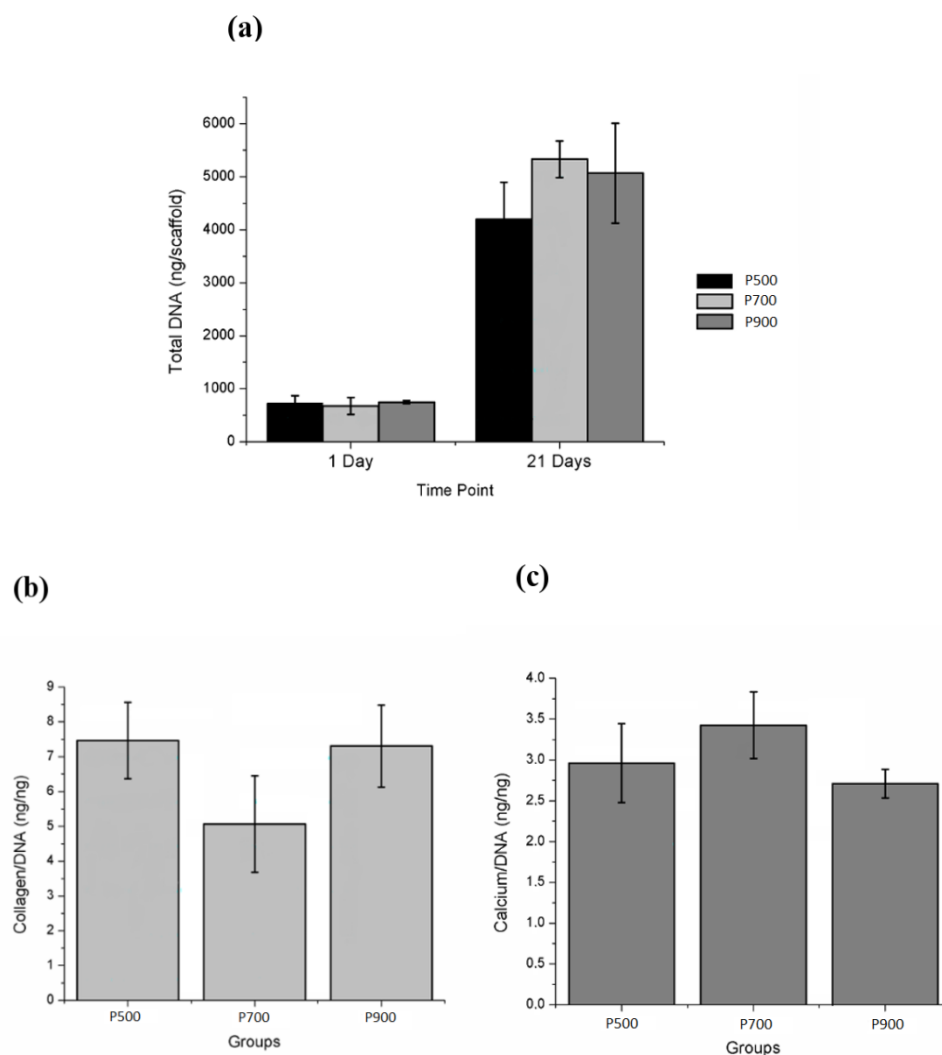 (a)
6000
5000
4000
3000
2000
1000
0
Total DNA (ng/scaffold)
1 Day
21 Days
Time Point
P500
P700
P900
(b)
9
8
7
6
5
4
3
2
1
0
Collagen/DNA (ng/ng)
P500
P700
P900
Groups
(c)
4.0
3.5
3.0
2.5
2.0
1.5
1.0
0.5
0.0
Calcium/DNA (ng/ng)
P500
P700
P900
Groups